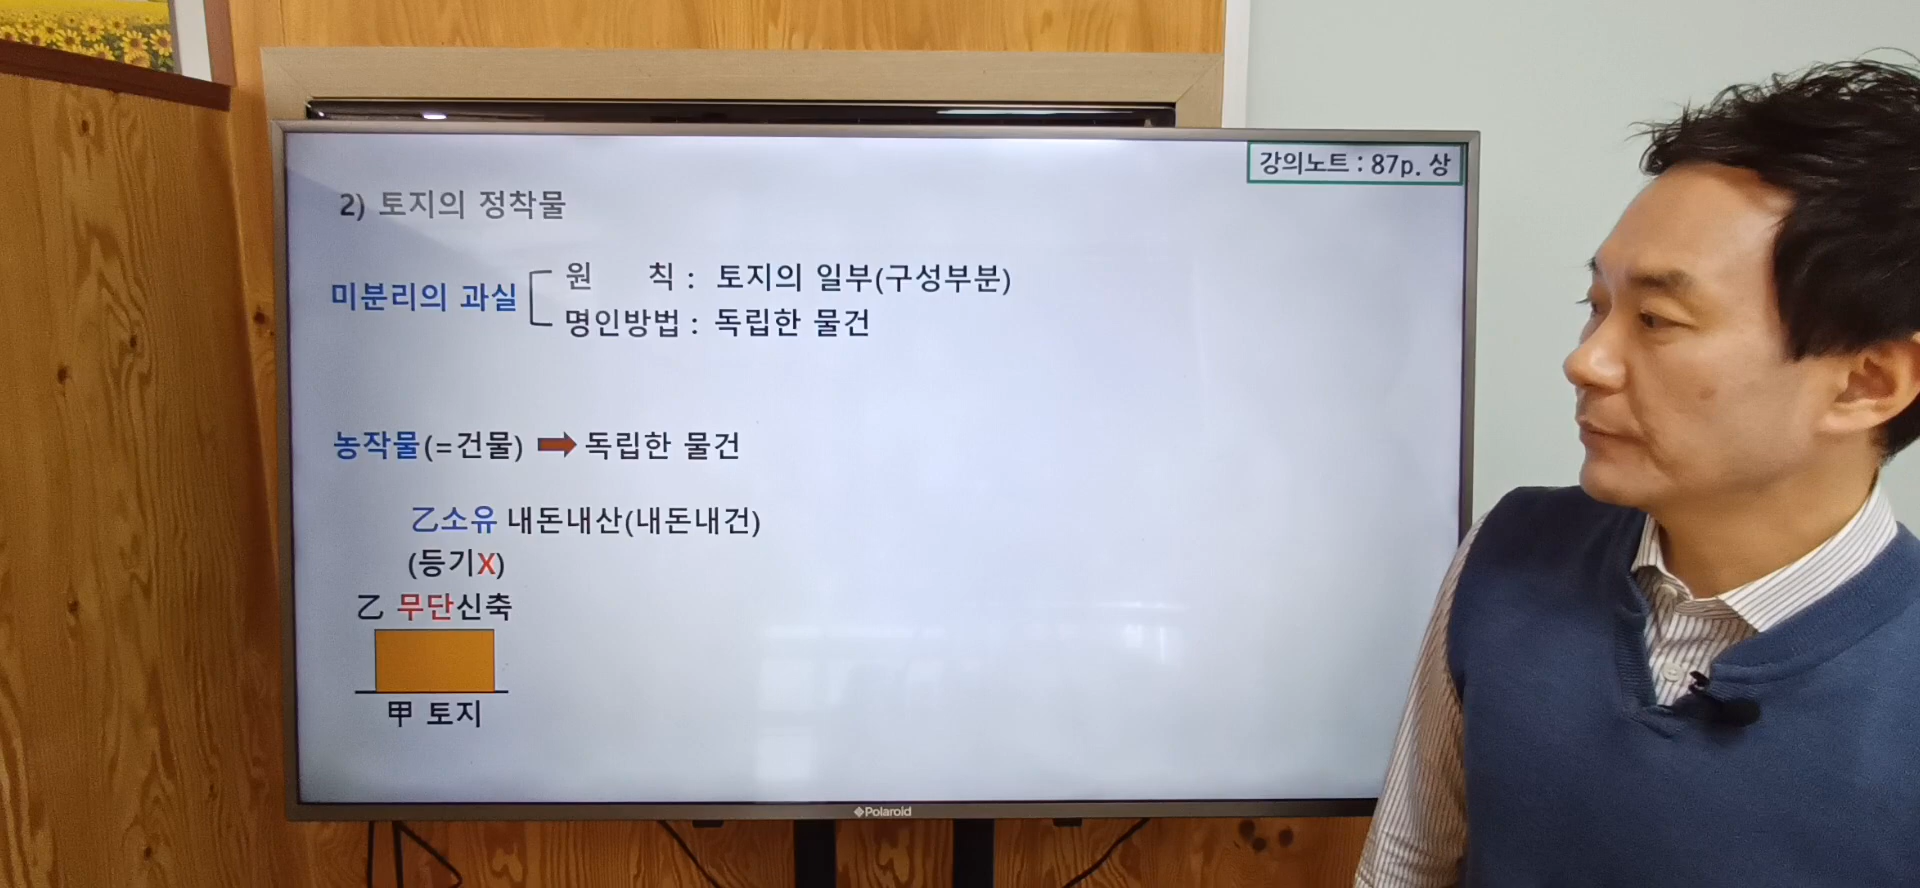 강의노트 : 87p. 상
2) 토지의 정착물
미분리의 과실
원 칙 : 토지의 일부(구성부분)
명인방법 : 독립한 물건
농작물(=건물) 독립한 물건
乙소유 내돈내산(내돈내건)
(등기X)
乙 무단신축
甲 토지
Polaroid